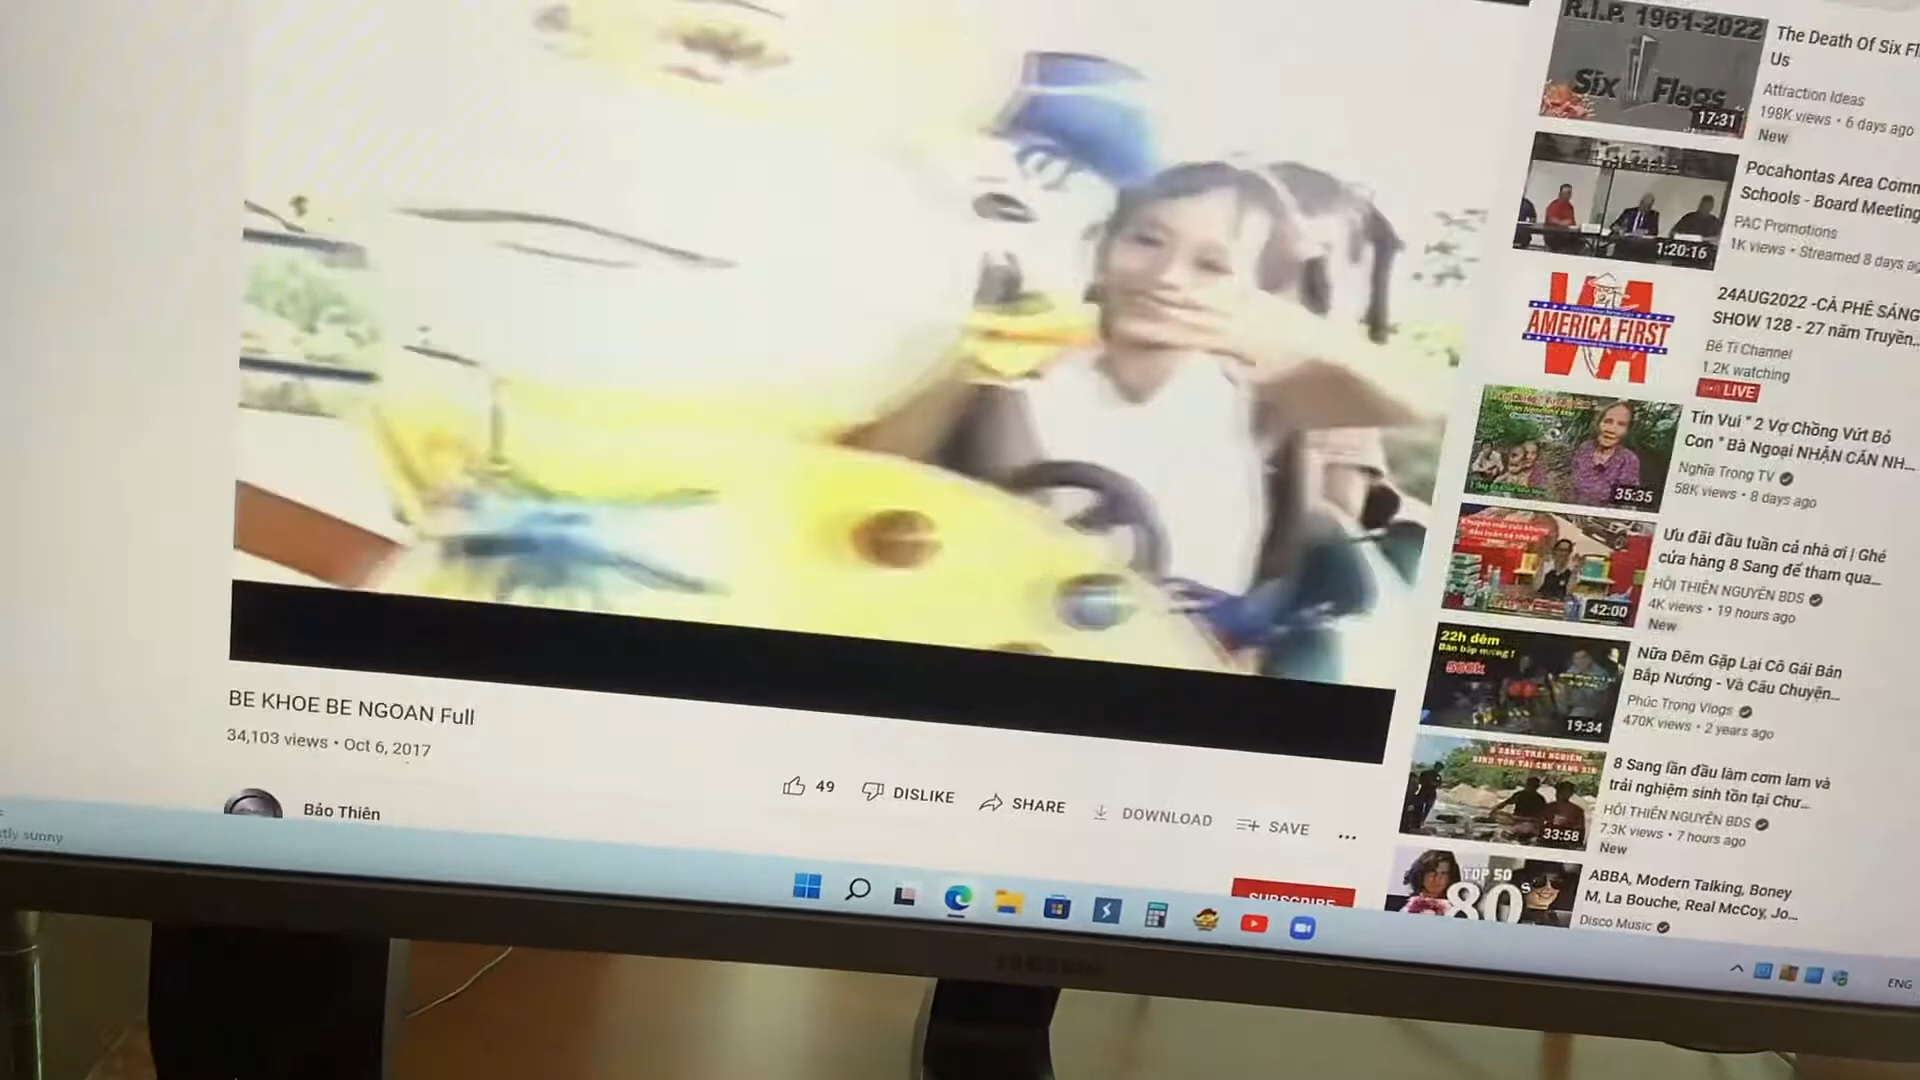 R.I.P. 1961-2022
Six Flags
17:31
The Death Of Six Fl
Us
Attraction Ideas
198K views • 6 days ago
New
1:20:16
Pocahontas Area Comm
Schools - Board Meeting
PAC Promotions
1K views • Streamed 8 days ag
AMERICA FIRST
24AUG2022 -CÀ PHÊ SÁNG
SHOW 128 - 27 năm Truyền...
Bé Ti Channel
1.2K watching
LIVE
35:35
Tin Vui " 2 Vợ Chồng Vứt Bỏ
Con " Bà Ngoại NHẬN CĂN NH...
Nghĩa Trọng TV
58K views • 8 days ago
42:00
Ưu đãi đầu tuần cả nhà ơi | Ghé
cửa hàng 8 Sang để tham qua...
HỘI THIỆN NGUYỆN BDS
4K views • 19 hours ago
New
22h đêm
Bán bắp nướng !
500k
19:34
Nữa Đêm Gặp Lại Cô Gái Bán
Bắp Nướng - Và Câu Chuyện...
Phúc Trọng Vlogs
470K views • 2 years ago
33:58
8 Sang lần đầu làm cơm lam và
trải nghiệm sinh tồn tại Chư...
HỘI THIỆN NGUYỆN BDS
7.3K views • 7 hours ago
New
TOP 50
80s
ABBA, Modern Talking, Boney
M, La Bouche, Real McCoy, Jo...
Disco Music
BE KHOE BE NGOAN Full
34,103 views • Oct 6, 2017
49
DISLIKE
SHARE
DOWNLOAD
SAVE
...
Bảo Thiên
SUBSCRIBE
tly sunny
ENG
SAMSUNG